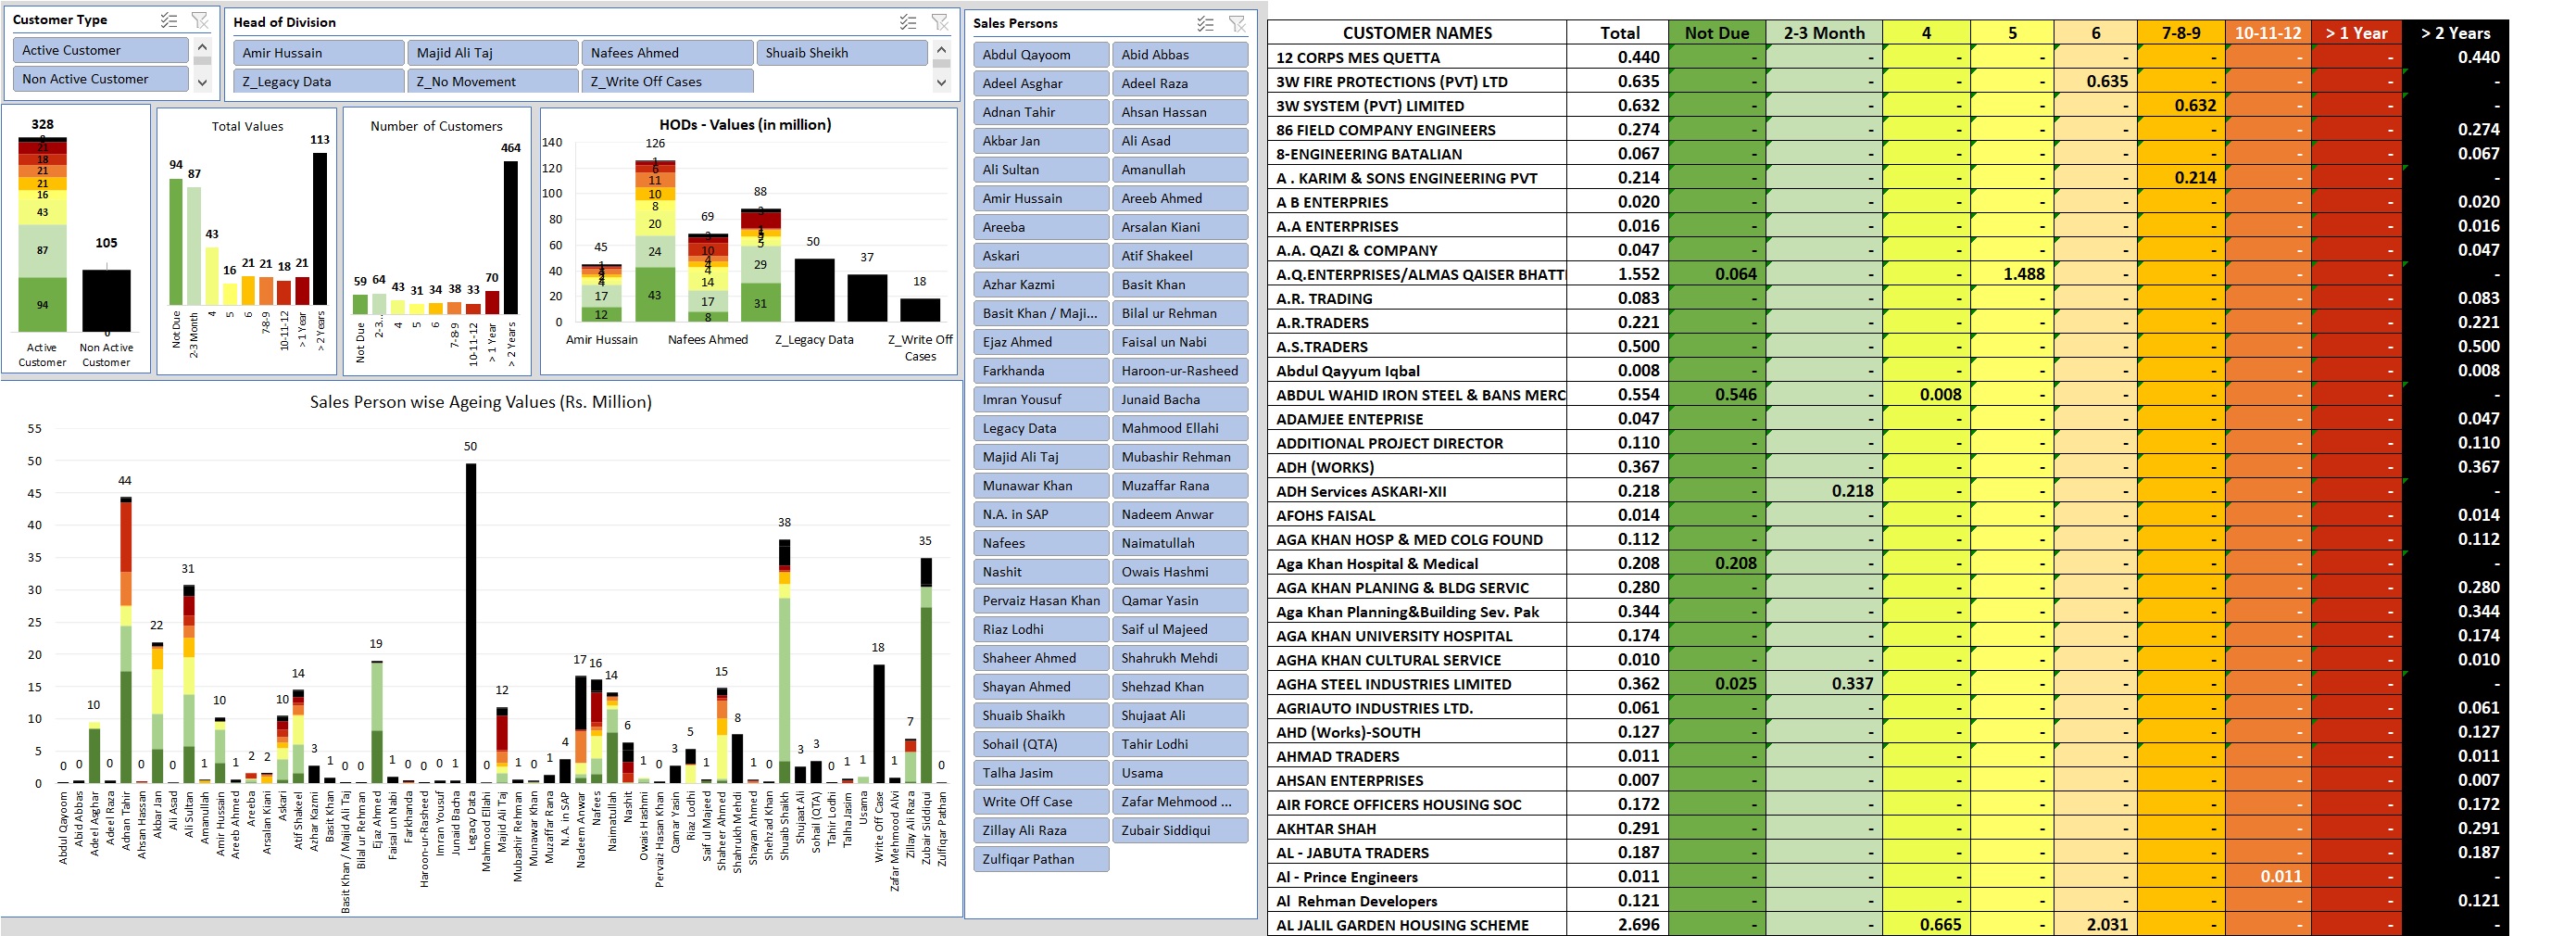 Customer Type
Active Customer
Non Active Customer
Head of Division
Amir Hussain Majid Ali Taj Nafees Ahmed Shuaib Sheikh
Z_Legacy Data Z_No Movement Z_Write Off Cases
328
21
18
21
21
16
43
87
94
105
0
Active Customer
Non Active Customer
Total Values
94 87 43 16 21 21 18 21 113
Not Due 2-3 Month 4 5 6 7-8-9 10-11-12 > 1 Year > 2 Years
Number of Customers
59 64 43 31 34 38 33 70 464
Not Due 2-3... 4 5 6 7-8-9 10-11-12 > 1 Year > 2 Years
HODs - Values (in million)
140
120
100
80
60
40
20
0
45 17 12
126 1 6 11 10 8 20 24 43
69 10 4 4 14 17 8
88 5 29 31
50
37
18
Amir Hussain Nafees Ahmed Z_Legacy Data Z_Write Off Cases
Sales Person wise Ageing Values (Rs. Million)
55
50
45
40
35
30
25
20
15
10
5
0
0 0 10 0 44 0 22 0 31 1 10 1 2 2 10 14 3 1 0 0 19 1 0 0 0 1 50 0 12 1 0 1 4 17 16 14 6 1 0 3 5 1 15 8 1 0 38 3 3 0 1 1 18 1 7 35 0
Abdul Qayoom
Abid Abbas
Adeel Asghar
Adeel Raza
Adnan Tahir
Ahsan Hassan
Akbar Jan
Ali Asad
Ali Sultan
Amanullah
Amir Hussain
Areeb Ahmed
Areeba
Arsalan Kiani
Askari
Atif Shakeel
Azhar Kazmi
Basit Khan
Basit Khan / Majid Ali Taj
Bilal ur Rehman
Ejaz Ahmed
Faisal un Nabi
Farkhanda
Haroon-ur-Rasheed
Imran Yousuf
Junaid Bacha
Legacy Data
Mahmood Ellahi
Majid Ali Taj
Mubashir Rehman
Munawar Khan
Muzaffar Rana
N.A. in SAP
Nadeem Anwar
Nafees
Naimatullah
Nashit
Owais Hashmi
Pervaiz Hasan Khan
Qamar Yasin
Riaz Lodhi
Saif ul Majeed
Shaheer Ahmed
Shahrukh Mehdi
Shayan Ahmed
Shehzad Khan
Shuaib Shaikh
Shujaat Ali
Sohail (QTA)
Tahir Lodhi
Talha Jasim
Usama
Write Off Case
Zafar Mehmood Alvi
Zillay Ali Raza
Zubair Siddiqui
Zulfiqar Pathan
Sales Persons
Abdul Qayoom Abid Abbas
Adeel Asghar Adeel Raza
Adnan Tahir Ahsan Hassan
Akbar Jan Ali Asad
Ali Sultan Amanullah
Amir Hussain Areeb Ahmed
Areeba Arsalan Kiani
Askari Atif Shakeel
Azhar Kazmi Basit Khan
Basit Khan / Maji... Bilal ur Rehman
Ejaz Ahmed Faisal un Nabi
Farkhanda Haroon-ur-Rasheed
Imran Yousuf Junaid Bacha
Legacy Data Mahmood Ellahi
Majid Ali Taj Mubashir Rehman
Munawar Khan Muzaffar Rana
N.A. in SAP Nadeem Anwar
Nafees Naimatullah
Nashit Owais Hashmi
Pervaiz Hasan Khan Qamar Yasin
Riaz Lodhi Saif ul Majeed
Shaheer Ahmed Shahrukh Mehdi
Shayan Ahmed Shehzad Khan
Shuaib Shaikh Shujaat Ali
Sohail (QTA) Tahir Lodhi
Talha Jasim Usama
Write Off Case Zafar Mehmood ...
Zillay Ali Raza Zubair Siddiqui
Zulfiqar Pathan
CUSTOMER NAMES Total Not Due 2-3 Month 4 5 6 7-8-9 10-11-12 > 1 Year > 2 Years
12 CORPS MES QUETTA 0.440 - - - - - - - - 0.440
3W FIRE PROTECTIONS (PVT) LTD 0.635 - - - - 0.635 - - - -
3W SYSTEM (PVT) LIMITED 0.632 - - - - - 0.632 - - -
86 FIELD COMPANY ENGINEERS 0.274 - - - - - - - - 0.274
8-ENGINEERING BATALIAN 0.067 - - - - - - - - 0.067
A . KARIM & SONS ENGINEERING PVT 0.214 - - - - - 0.214 - - -
A B ENTERPRIES 0.020 - - - - - - - - 0.020
A.A ENTERPRISES 0.016 - - - - - - - - 0.016
A.A. QAZI & COMPANY 0.047 - - - - - - - - 0.047
A.Q.ENTERPRISES/ALMAS QAISER BHATTI 1.552 0.064 - - 1.488 - - - - -
A.R. TRADING 0.083 - - - - - - - - 0.083
A.R.TRADERS 0.221 - - - - - - - - 0.221
A.S.TRADERS 0.500 - - - - - - - - 0.500
Abdul Qayyum Iqbal 0.008 - - - - - - - - 0.008
ABDUL WAHID IRON STEEL & BANS MERC 0.554 0.546 - 0.008 - - - - - -
ADAMJEE ENTEPRISE 0.047 - - - - - - - - 0.047
ADDITIONAL PROJECT DIRECTOR 0.110 - - - - - - - - 0.110
ADH (WORKS) 0.367 - - - - - - - - 0.367
ADH Services ASKARI-XII 0.218 - 0.218 - - - - - - -
AFOHS FAISAL 0.014 - - - - - - - - 0.014
AGA KHAN HOSP & MED COLG FOUND 0.112 - - - - - - - - 0.112
Aga Khan Hospital & Medical 0.208 0.208 - - - - - - - -
AGA KHAN PLANING & BLDG SERVIC 0.280 - - - - - - - - 0.280
Aga Khan Planning&Building Sev. Pak 0.344 - - - - - - - - 0.344
AGA KHAN UNIVERSITY HOSPITAL 0.174 - - - - - - - - 0.174
AGHA KHAN CULTURAL SERVICE 0.010 - - - - - - - - 0.010
AGHA STEEL INDUSTRIES LIMITED 0.362 0.025 0.337 - - - - - - -
AGRIAUTO INDUSTRIES LTD. 0.061 - - - - - - - - 0.061
AHD (Works)-SOUTH 0.127 - - - - - - - - 0.127
AHMAD TRADERS 0.011 - - - - - - - - 0.011
AHSAN ENTERPRISES 0.007 - - - - - - - - 0.007
AIR FORCE OFFICERS HOUSING SOC 0.172 - - - - - - - - 0.172
AKHTAR SHAH 0.291 - - - - - - - - 0.291
AL - JABUTA TRADERS 0.187 - - - - - - - - 0.187
Al - Prince Engineers 0.011 - - - - - - 0.011 - -
Al Rehman Developers 0.121 - - - - - - - - 0.121
AL JALIL GARDEN HOUSING SCHEME 2.696 - - 0.665 - 2.031 - - - -